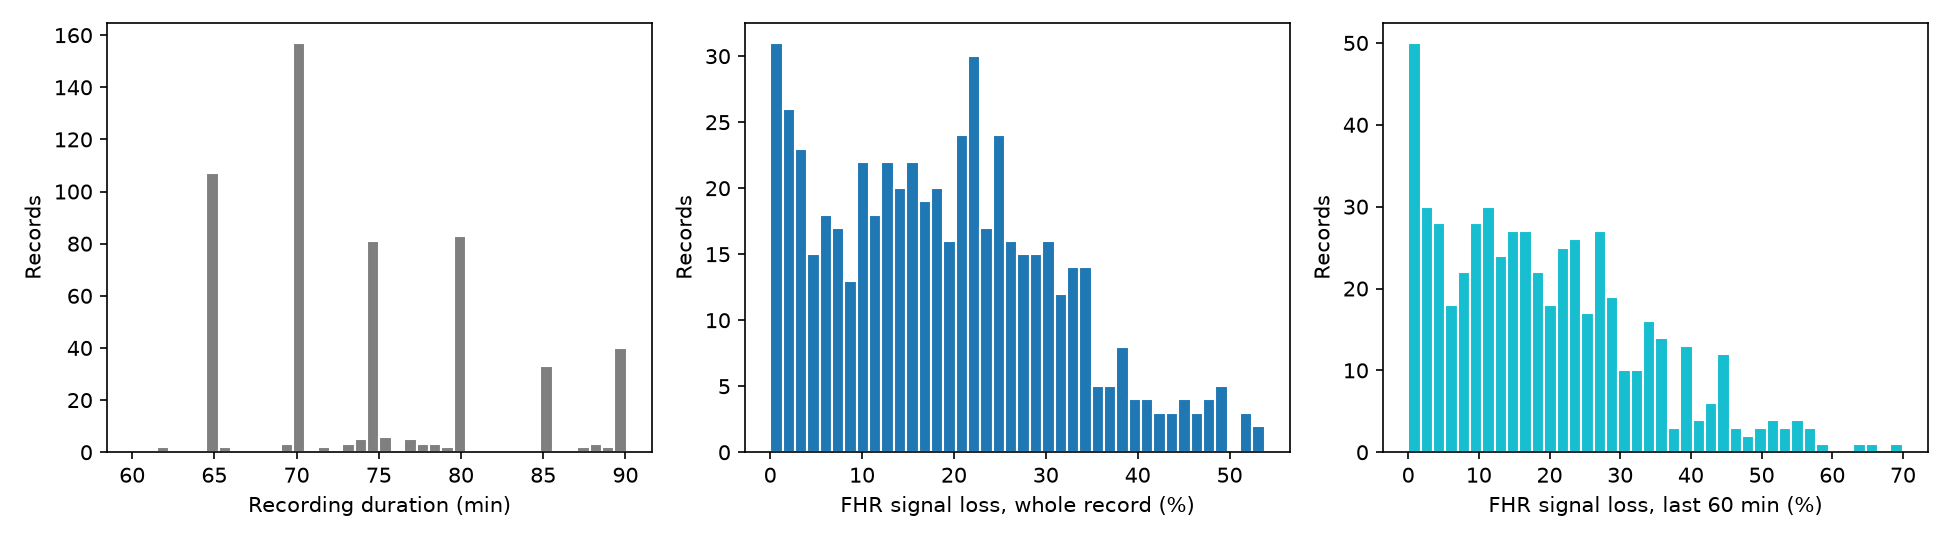 160
140
120
100
80
60
40
20
0
Records
60 65 70 75 80 85 90
Recording duration (min)
30
25
20
15
10
5
0
Records
0 10 20 30 40 50
FHR signal loss, whole record (%)
50
40
30
20
10
0
Records
0 10 20 30 40 50 60 70
FHR signal loss, last 60 min (%)